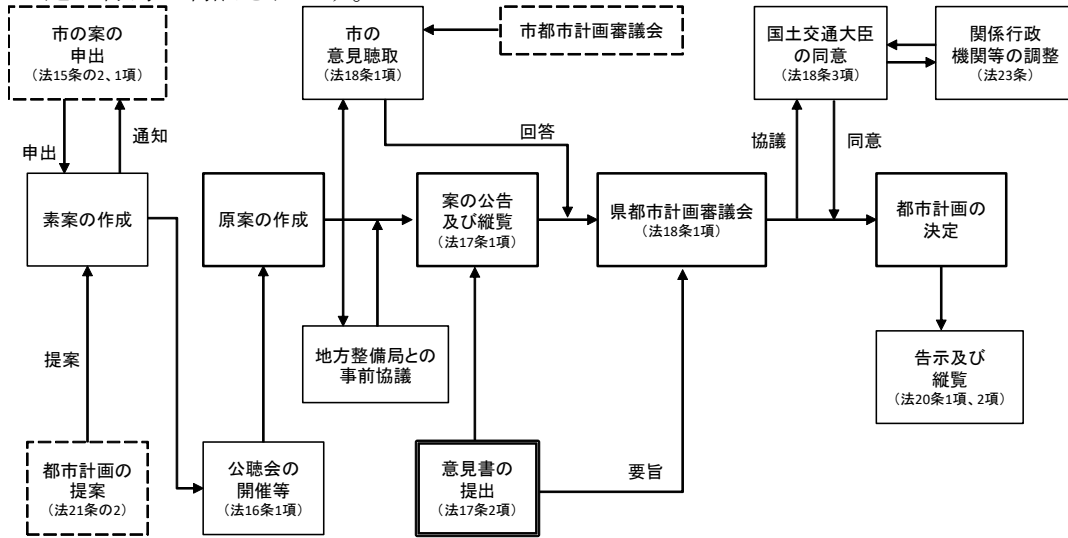 市の案の
申出
（法15条の2、1項）
市の
意見聴取
（法18条1項）
市都市計画審議会
国土交通大臣
の同意
（法18条3項）
関係行政
機関等の調整
（法23条）
申出
通知
回答
協議
同意
素案の作成
原案の作成
案の公告
及び縦覧
（法17条1項）
県都市計画審議会
（法18条1項）
都市計画の
決定
提案
地方整備局との
事前協議
告示及び
縦覧
（法20条1項、2項）
都市計画の
提案
（法21条の2）
公聴会の
開催等
（法16条1項）
意見書の
提出
（法17条2項）
要旨